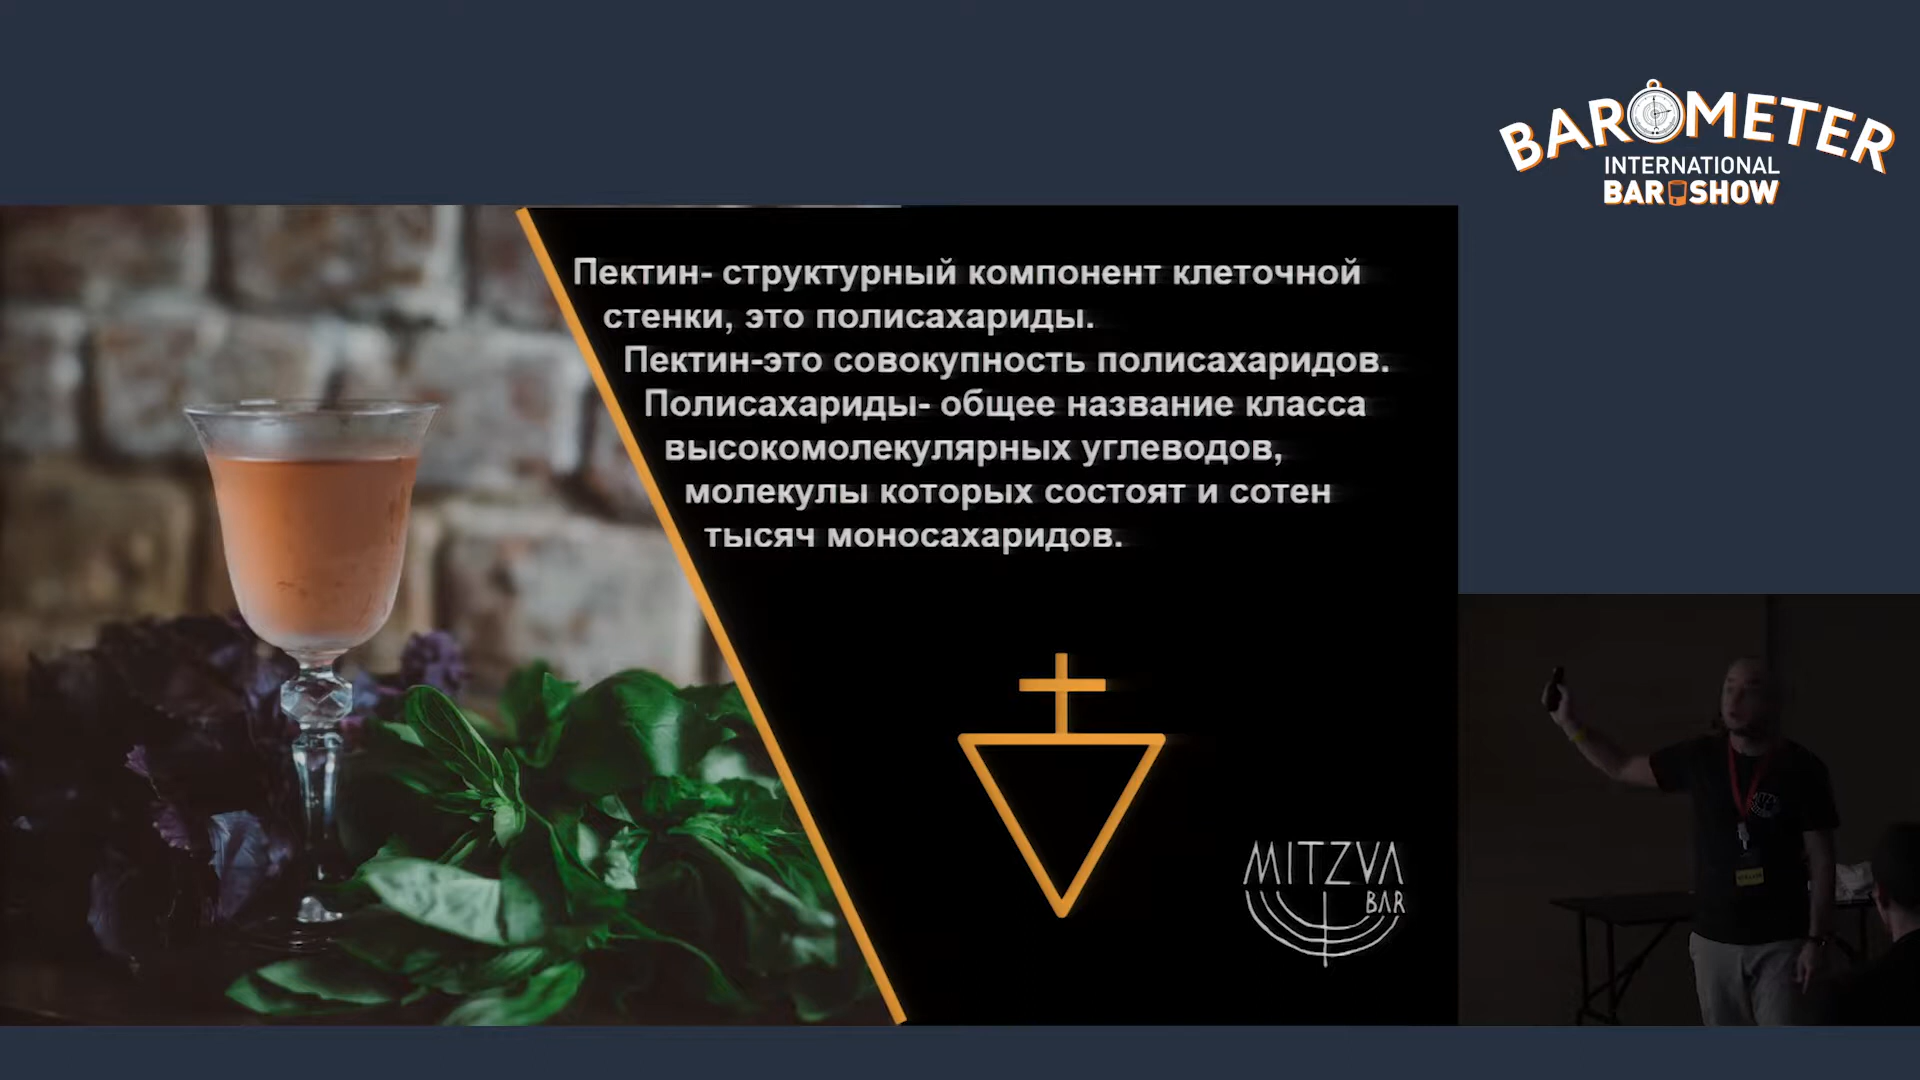 BAROMETER
INTERNATIONAL
BAR SHOW
Пектин- структурный компонент клеточной
стенки, это полисахариды.
Пектин-это совокупность полисахаридов.
Полисахариды- общее название класса
высокомолекулярных углеводов,
молекулы которых состоят и сотен
тысяч моносахаридов.
MITZVA
BAR